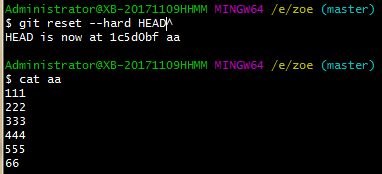 Administrator@XB-20171109HHMM MINGW64 /e/zoe (master)
$ git reset --hard HEAD^
HEAD is now at 1c5d0bf aa
Administrator@XB-20171109HHMM MINGW64 /e/zoe (master)
$ cat aa
111
222
333
444
555
66